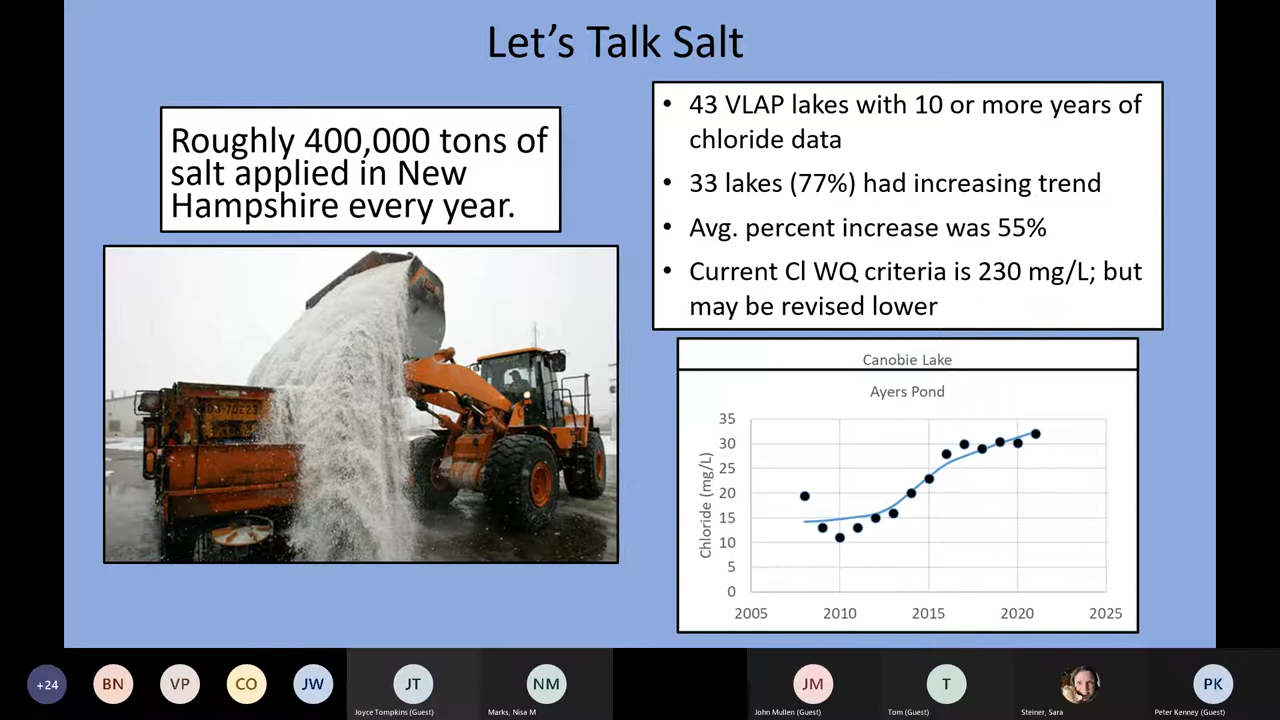 Let's Talk Salt
Roughly 400,000 tons of
salt applied in New
Hampshire every year.
• 43 VLAP lakes with 10 or more years of
chloride data
• 33 lakes (77%) had increasing trend
• Avg. percent increase was 55%
• Current Cl WQ criteria is 230 mg/L; but
may be revised lower
Canobie Lake
Ayers Pond
Chloride (mg/L)
35
30
25
20
15
10
5
0
2005 2010 2015 2020 2025
+24 BN VP CO JW JT NM JM T PK
Joyce Tompkins (Guest) Marks, Nisa M John Mullen (Guest) Tom (Guest) Steiner, Sara Peter Kenney (Guest)